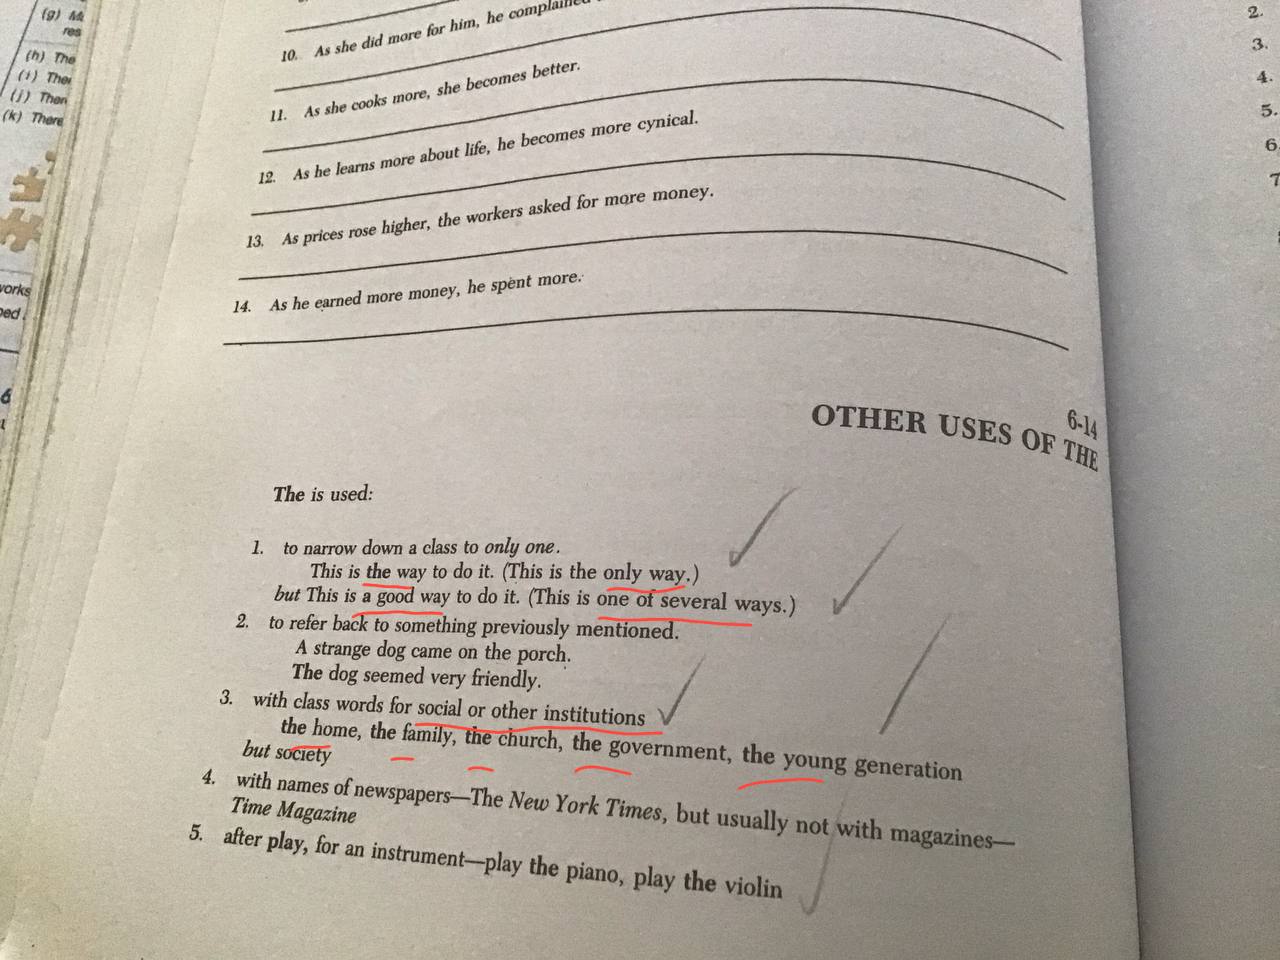 (g)
res
(h) The
(i)
(j)
(k) There
works
6
10. As she did more for him, he complained
11. As she cooks more, she becomes better.
12. As he learns more about life, he becomes more cynical.
13. As prices rose higher, the workers asked for more money.
14. As he earned more money, he spent more.
6-14
OTHER USES OF THE
The is used:
1. to narrow down a class to only one.
This is the way to do it. (This is the only way.)
but This is a good way to do it. (This is one of several ways.)
2. to refer back to something previously mentioned.
A strange dog came on the porch.
The dog seemed very friendly.
3. with class words for social or other institutions
the home, the family, the church, the government, the young generation
but society
4. with names of newspapers—The New York Times, but usually not with magazines—
Time Magazine
5. after play, for an instrument—play the piano, play the violin
2.
3.
4.
5.
6.
7